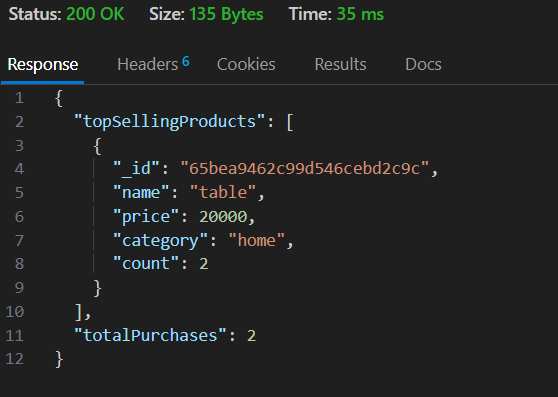 Status: 200 OK Size: 135 Bytes Time: 35 ms
Response Headers 6 Cookies Results Docs
1 {
2 "topSellingProducts": [
3 {
4 "_id": "65bea9462c99d546cebd2c9c",
5 "name": "table",
6 "price": 20000,
7 "category": "home",
8 "count": 2
9 }
10 ],
11 "totalPurchases": 2
12 }